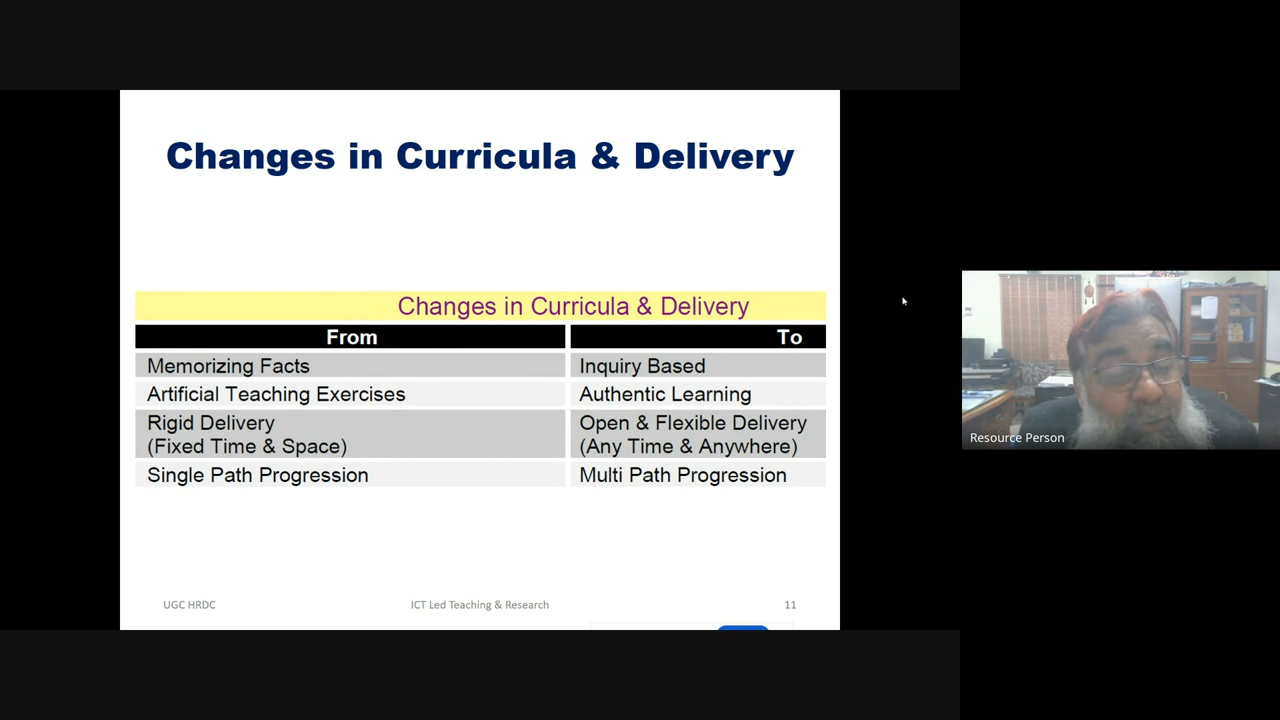 Changes in Curricula & Delivery
Changes in Curricula & Delivery
From To
Memorizing Facts Inquiry Based
Artificial Teaching Exercises Authentic Learning
Rigid Delivery Open & Flexible Delivery
(Fixed Time & Space) (Any Time & Anywhere)
Single Path Progression Multi Path Progression
UGC HRDC ICT Led Teaching & Research 11
Resource Person